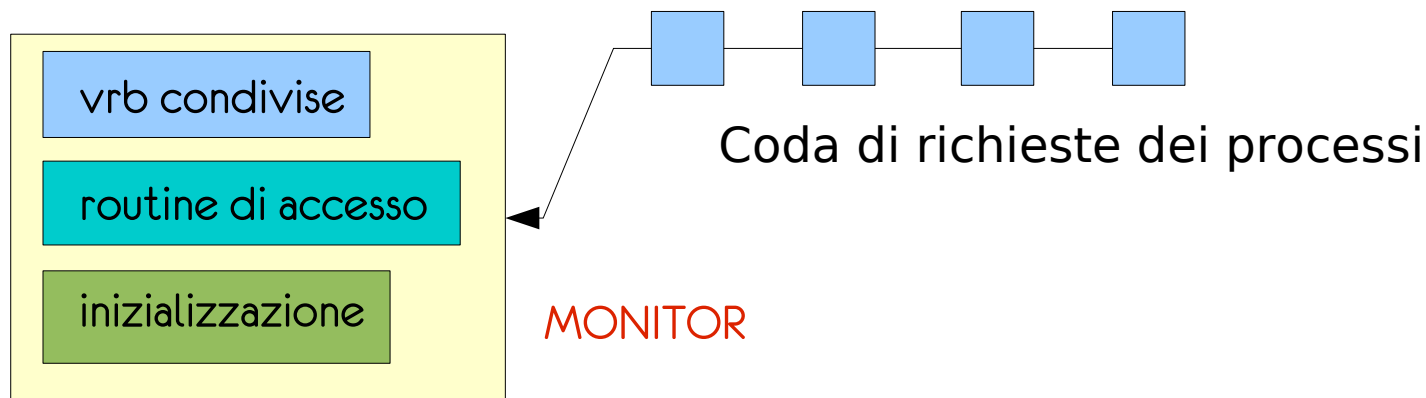 vrb condivise
Coda di richieste dei processi
routine di accesso
inizializzazione
MONITOR